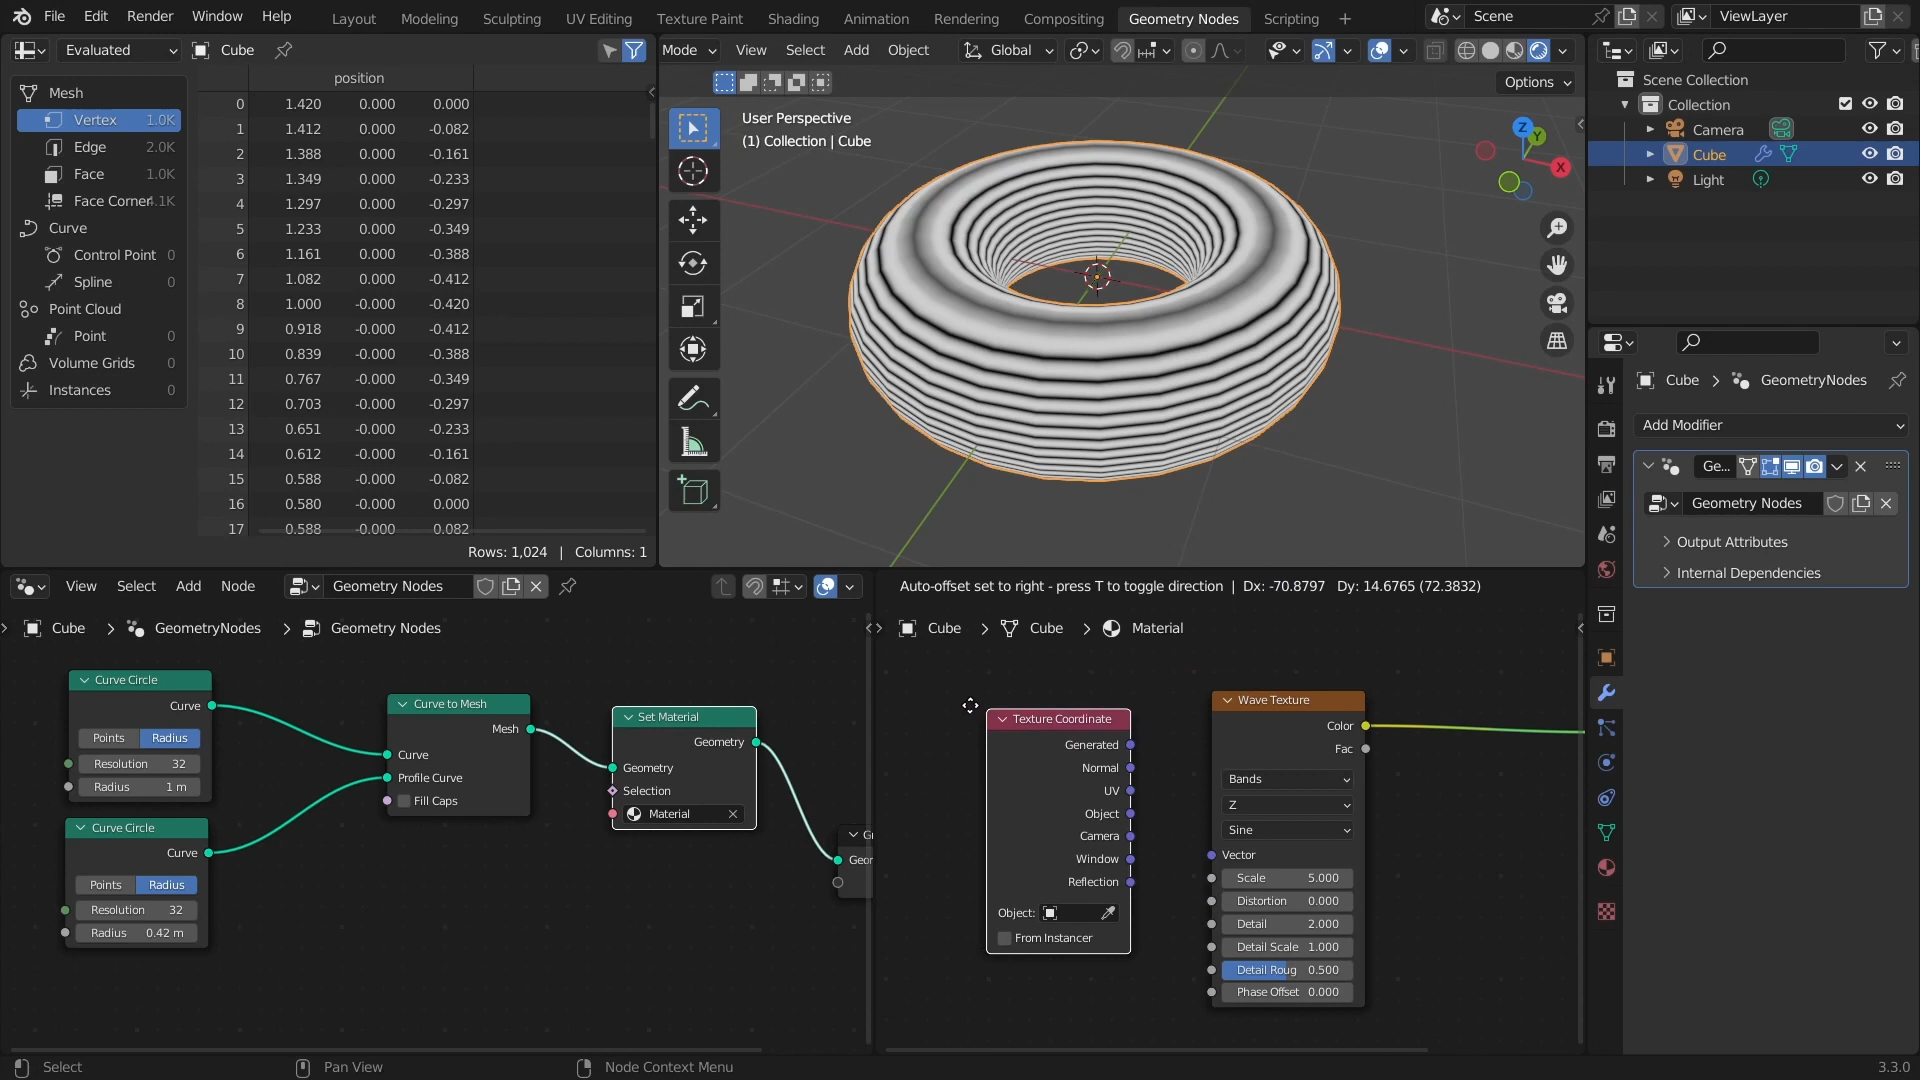 File Edit Render Window Help Layout Modeling Sculpting UV Editing Texture Paint Shading Animation Rendering Compositing Geometry Nodes Scripting + Scene ViewLayer
Evaluated Cube
Mode View Select Add Object Global
Options
position
Mesh
Vertex 1.0K
Edge 2.0K
Face 1.0K
Face Corner 4.1K
Curve
Control Point 0
Spline 0
Point Cloud
Point 0
Volume Grids 0
Instances 0
0 1.420 0.000 0.000
1 1.412 0.000 -0.082
2 1.388 0.000 -0.161
3 1.349 0.000 -0.233
4 1.297 0.000 -0.297
5 1.233 0.000 -0.349
6 1.161 0.000 -0.388
7 1.082 0.000 -0.412
8 1.000 -0.000 -0.420
9 0.918 -0.000 -0.412
10 0.839 -0.000 -0.388
11 0.767 -0.000 -0.349
12 0.703 -0.000 -0.297
13 0.651 -0.000 -0.233
14 0.612 -0.000 -0.161
15 0.588 -0.000 -0.082
16 0.580 -0.000 0.000
17 0.588 -0.000 0.082
Rows: 1,024 | Columns: 1
User Perspective
(1) Collection | Cube
Z
Y
X
Scene Collection
Collection
Camera
Cube
Light
Cube > GeometryNodes
Add Modifier
Ge...
Geometry Nodes
Output Attributes
Internal Dependencies
View Select Add Node Geometry Nodes
Cube > GeometryNodes > Geometry Nodes
Curve Circle
Curve
Points Radius
Resolution 32
Radius 1 m
Curve Circle
Curve
Points Radius
Resolution 32
Radius 0.42 m
Curve to Mesh
Mesh
Curve
Profile Curve
Fill Caps
Set Material
Geometry
Geometry
Selection
Material
Gr
Geor
Auto-offset set to right - press T to toggle direction | Dx: -70.8797 Dy: 14.6765 (72.3832)
Cube > Cube > Material
Texture Coordinate
Generated
Normal
UV
Object
Camera
Window
Reflection
Object:
From Instancer
Wave Texture
Color
Fac
Bands
Z
Sine
Vector
Scale 5.000
Distortion 0.000
Detail 2.000
Detail Scale 1.000
Detail Roug 0.500
Phase Offset 0.000
Select Pan View Node Context Menu 3.3.0